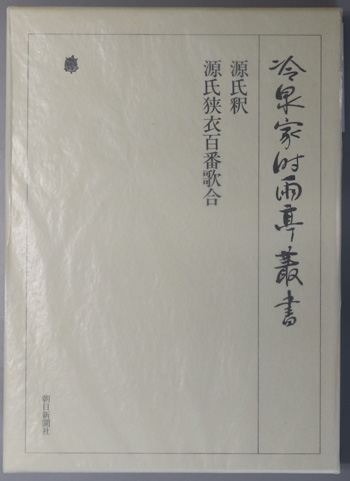 冷泉家時雨亭叢書
源氏釈
源氏狭衣百番歌合
朝日新聞社